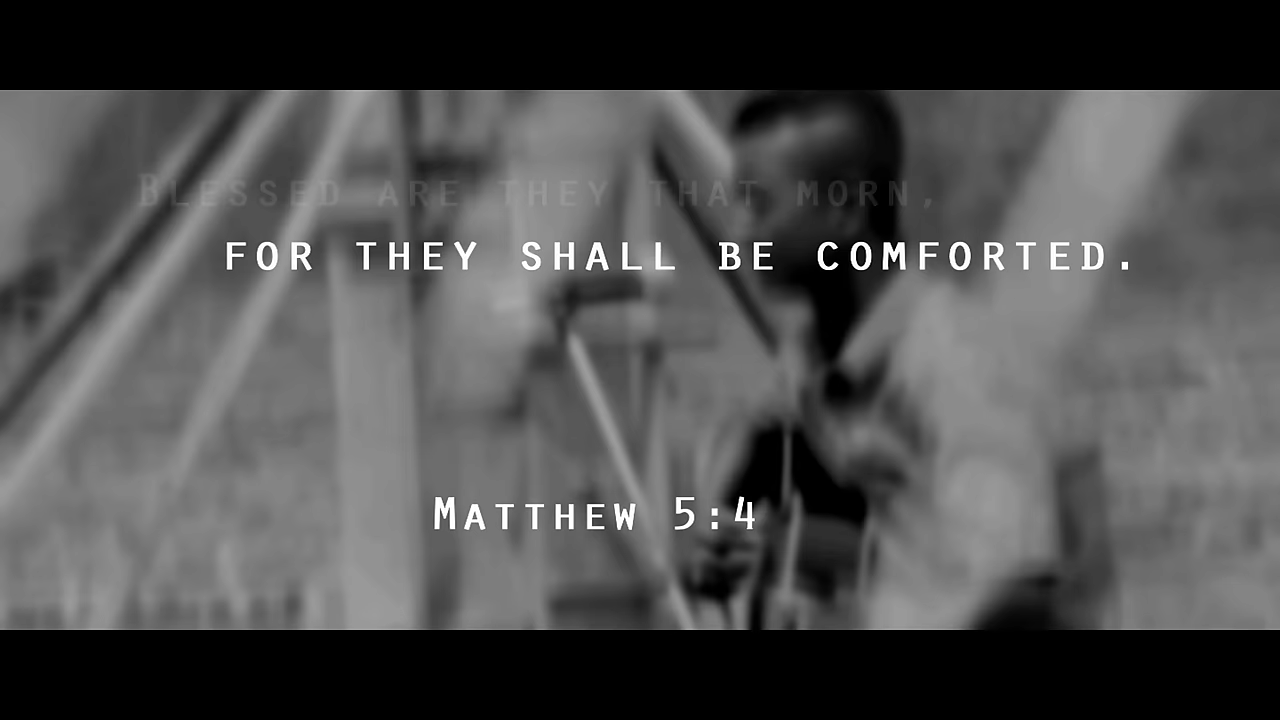 Blessed are they that morn,
for they shall be comforted.
Matthew 5:4